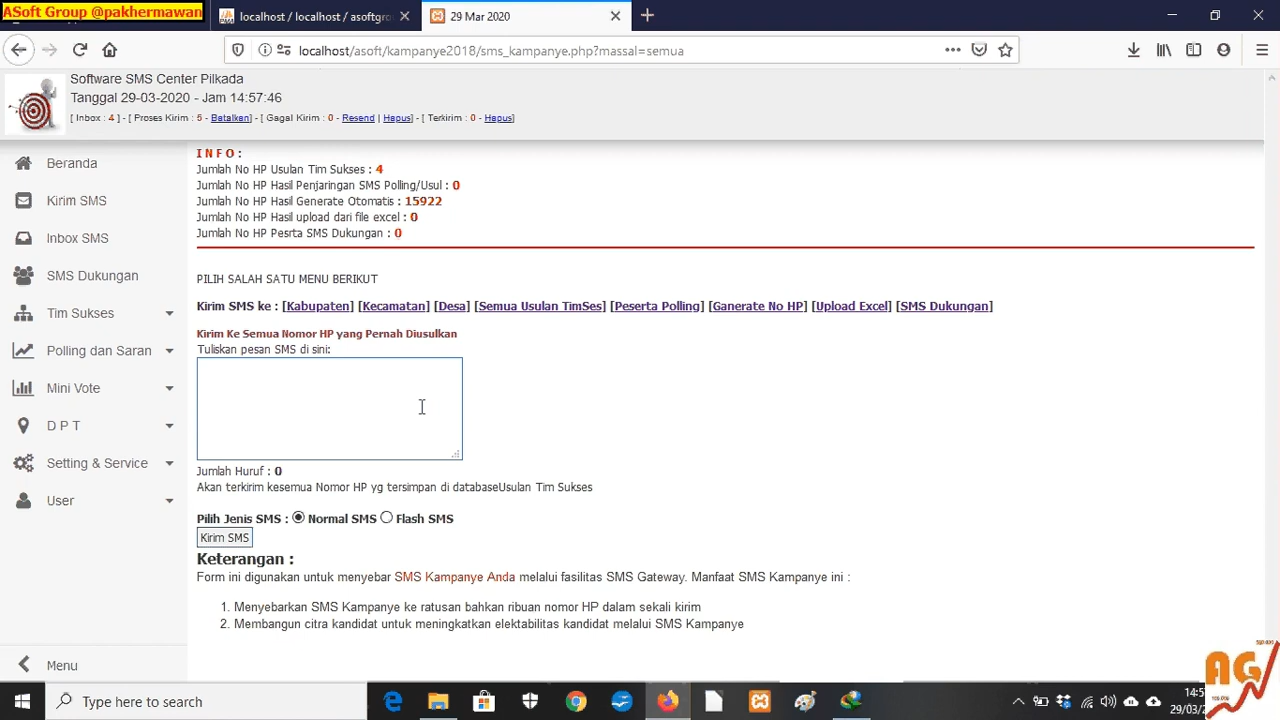 ASoft Group @pakhermawan
localhost / localhost / asoftgro
29 Mar 2020
localhost/asoft/kampanye2018/sms_kampanye.php?massal=semua
Software SMS Center Pilkada
Tanggal 29-03-2020 - Jam 14:57:46
[ Inbox : 4 ] - [ Proses Kirim : 5 - Batalkan] - [ Gagal Kirim : 0 - Resend | Hapus] - [ Terkirim : 0 - Hapus]
Beranda
Kirim SMS
Inbox SMS
SMS Dukungan
Tim Sukses
Polling dan Saran
Mini Vote
D P T
Setting & Service
User
Menu
I N F O :
Jumlah No HP Usulan Tim Sukses : 4
Jumlah No HP Hasil Penjaringan SMS Polling/Usul : 0
Jumlah No HP Hasil Generate Otomatis : 15922
Jumlah No HP Hasil upload dari file excel : 0
Jumlah No HP Pesrta SMS Dukungan : 0
PILIH SALAH SATU MENU BERIKUT
Kirim SMS ke : [Kabupaten] [Kecamatan] [Desa] [Semua Usulan TimSes] [Peserta Polling] [Ganerate No HP] [Upload Excel] [SMS Dukungan]
Kirim Ke Semua Nomor HP yang Pernah Diusulkan
Tuliskan pesan SMS di sini:
Jumlah Huruf : 0
Akan terkirim kesemua Nomor HP yg tersimpan di databaseUsulan Tim Sukses
Pilih Jenis SMS : Normal SMS Flash SMS
Kirim SMS
Keterangan :
Form ini digunakan untuk menyebar SMS Kampanye Anda melalui fasilitas SMS Gateway. Manfaat SMS Kampanye ini :
1. Menyebarkan SMS Kampanye ke ratusan bahkan ribuan nomor HP dalam sekali kirim
2. Membangun citra kandidat untuk meningkatkan elektabilitas kandidat melalui SMS Kampanye
Type here to search
14:5
29/03/2
AG